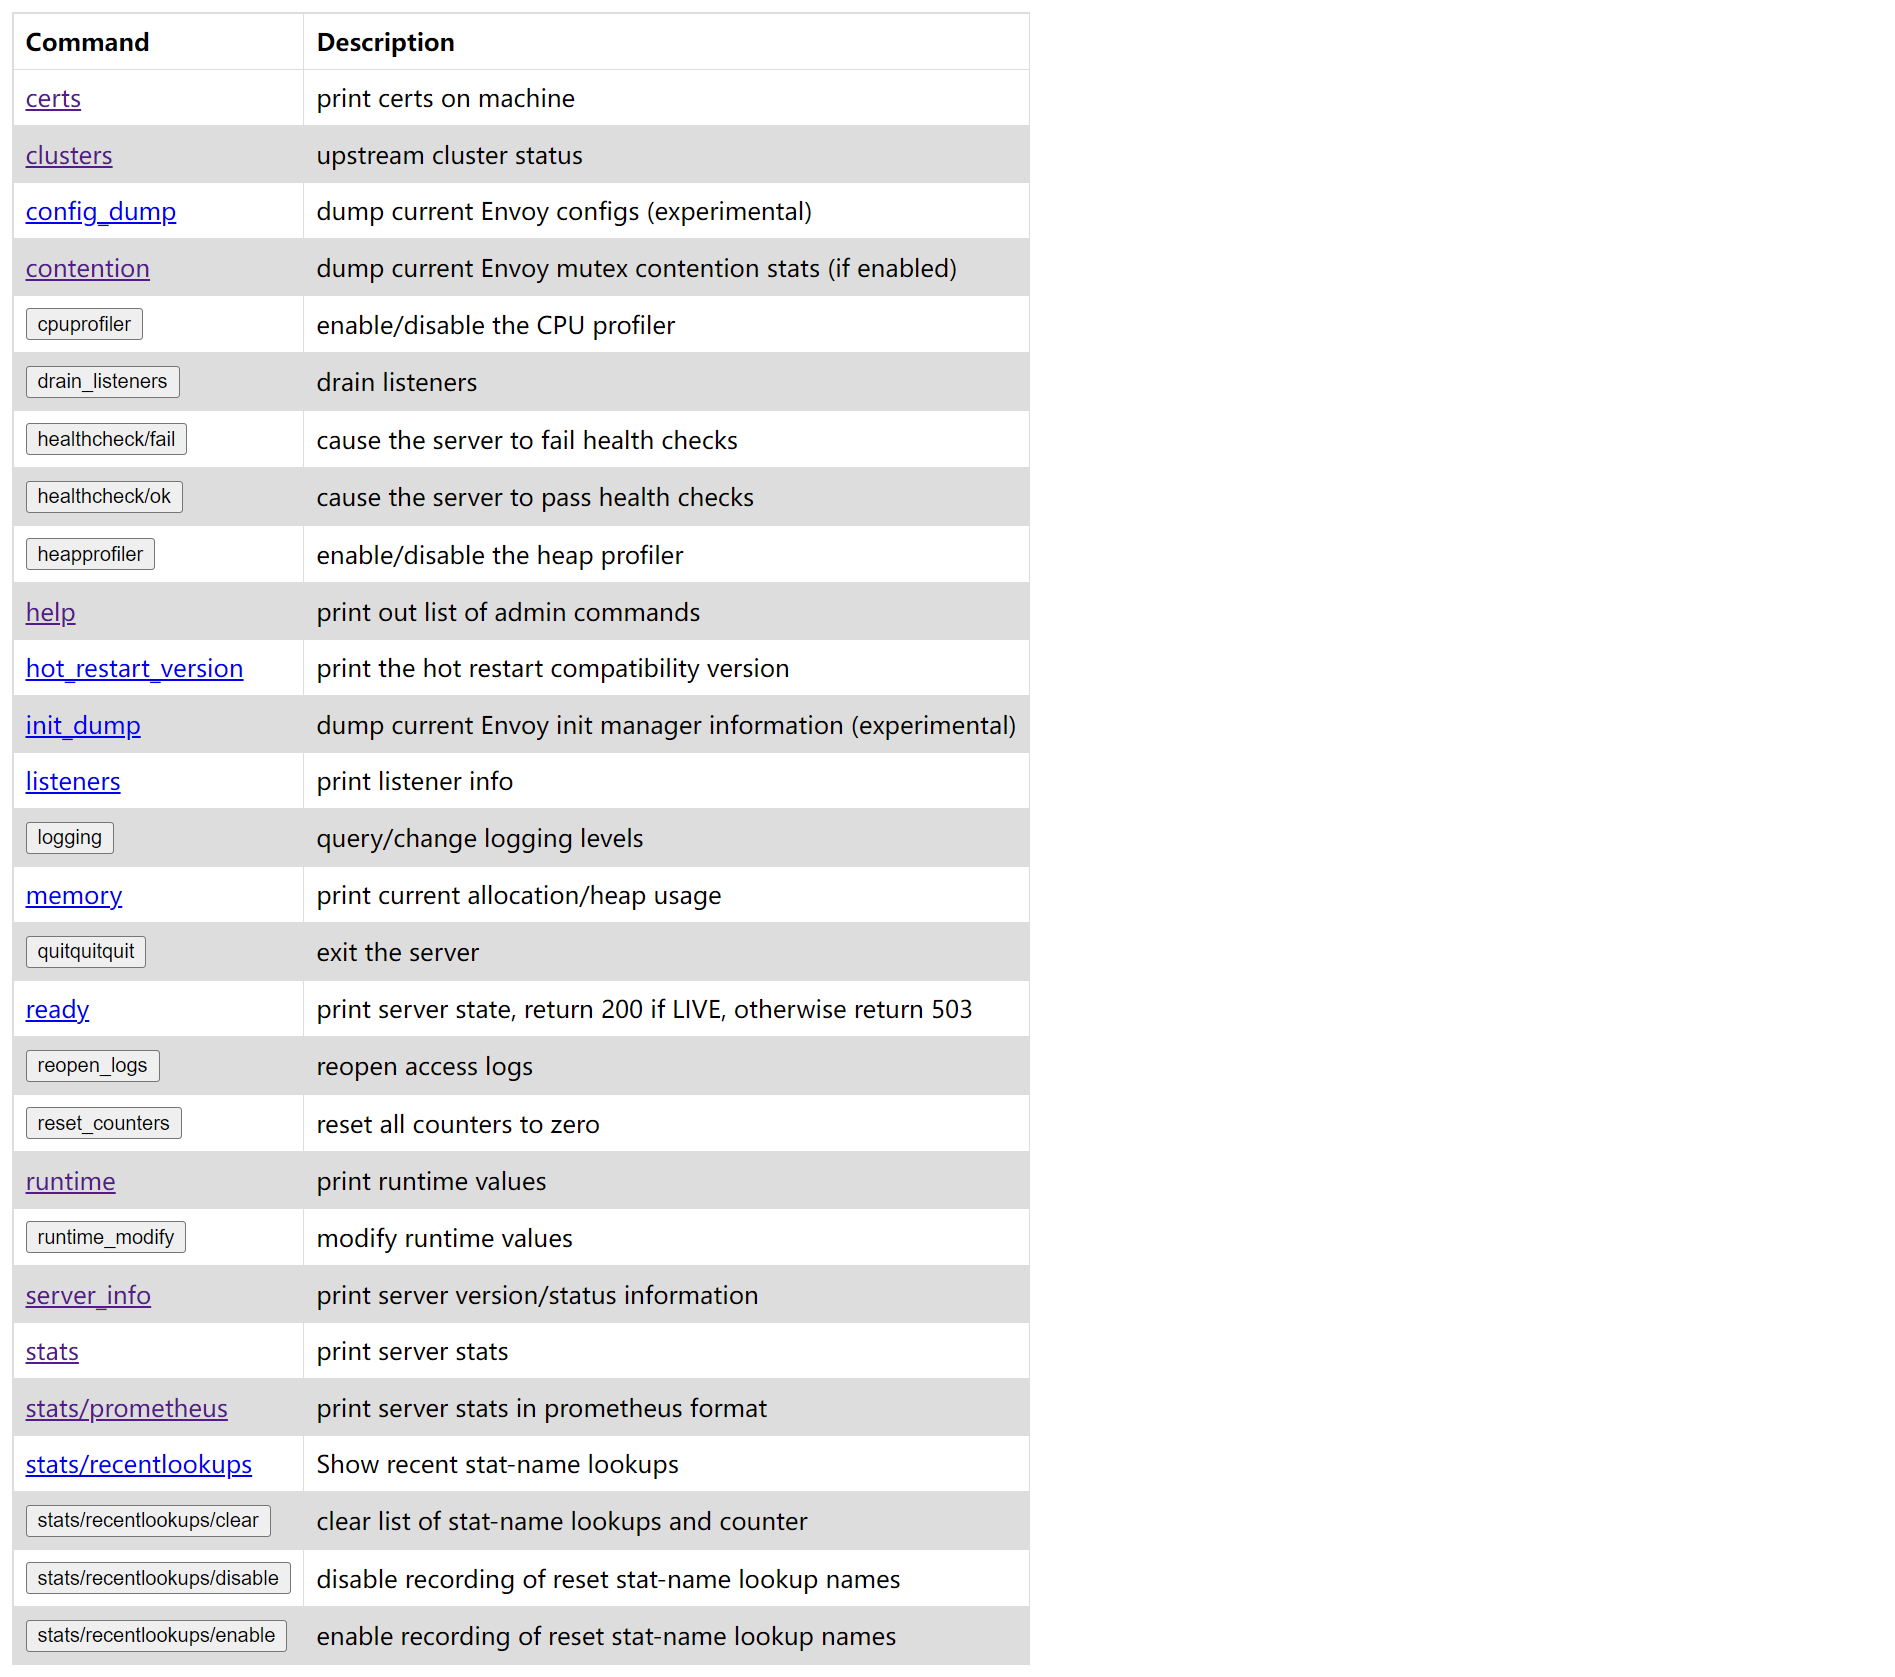 Command Description
certs print certs on machine
clusters upstream cluster status
config_dump dump current Envoy configs (experimental)
contention dump current Envoy mutex contention stats (if enabled)
cpuprofiler enable/disable the CPU profiler
drain_listeners drain listeners
healthcheck/fail cause the server to fail health checks
healthcheck/ok cause the server to pass health checks
heapprofiler enable/disable the heap profiler
help print out list of admin commands
hot_restart_version print the hot restart compatibility version
init_dump dump current Envoy init manager information (experimental)
listeners print listener info
logging query/change logging levels
memory print current allocation/heap usage
quitquitquit exit the server
ready print server state, return 200 if LIVE, otherwise return 503
reopen_logs reopen access logs
reset_counters reset all counters to zero
runtime print runtime values
runtime_modify modify runtime values
server_info print server version/status information
stats print server stats
stats/prometheus print server stats in prometheus format
stats/recentlookups Show recent stat-name lookups
stats/recentlookups/clear clear list of stat-name lookups and counter
stats/recentlookups/disable disable recording of reset stat-name lookup names
stats/recentlookups/enable enable recording of reset stat-name lookup names